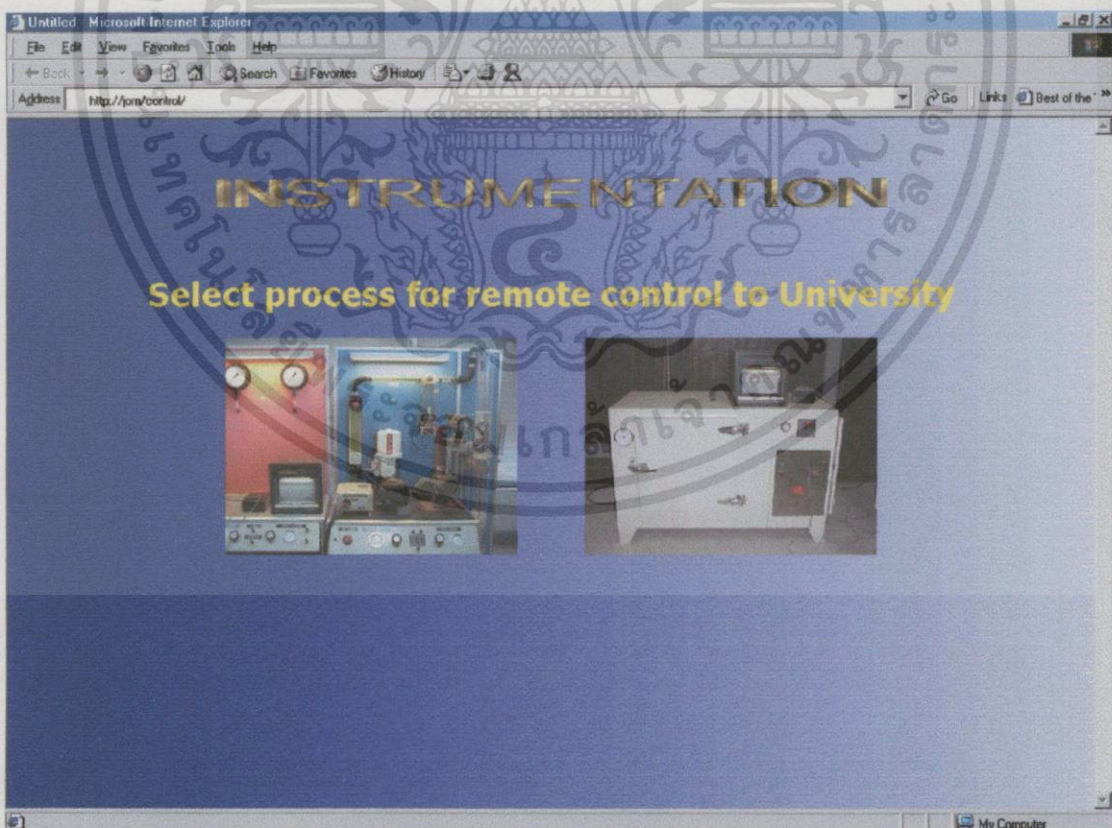 Untitled - Microsoft Internet Explorer
File Edit View Favorites Tools Help
Back Search Favorites History
Address http://jorn/control/ Go Links Best of the
INSTRUMENTATION
Select process for remote control to University
My Computer